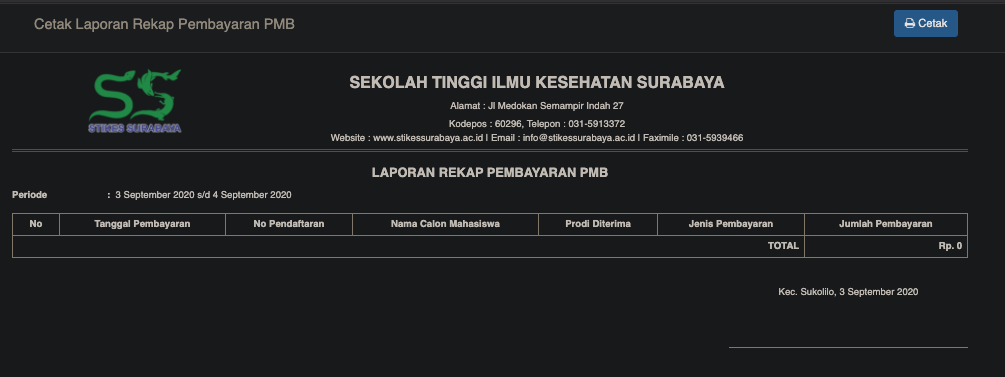 Cetak Laporan Rekap Pembayaran PMB
Cetak
STIKES SURABAYA
SEKOLAH TINGGI ILMU KESEHATAN SURABAYA
Alamat : Jl Medokan Semampir Indah 27
Kodepos : 60296, Telepon : 031-5913372
Website : www.stikessurabaya.ac.id I Email : info@stikessurabaya.ac.id I Faximile : 031-5939466
LAPORAN REKAP PEMBAYARAN PMB
Periode : 3 September 2020 s/d 4 September 2020
No Tanggal Pembayaran No Pendaftaran Nama Calon Mahasiswa Prodi Diterima Jenis Pembayaran Jumlah Pembayaran
TOTAL Rp. 0
Kec. Sukolilo, 3 September 2020